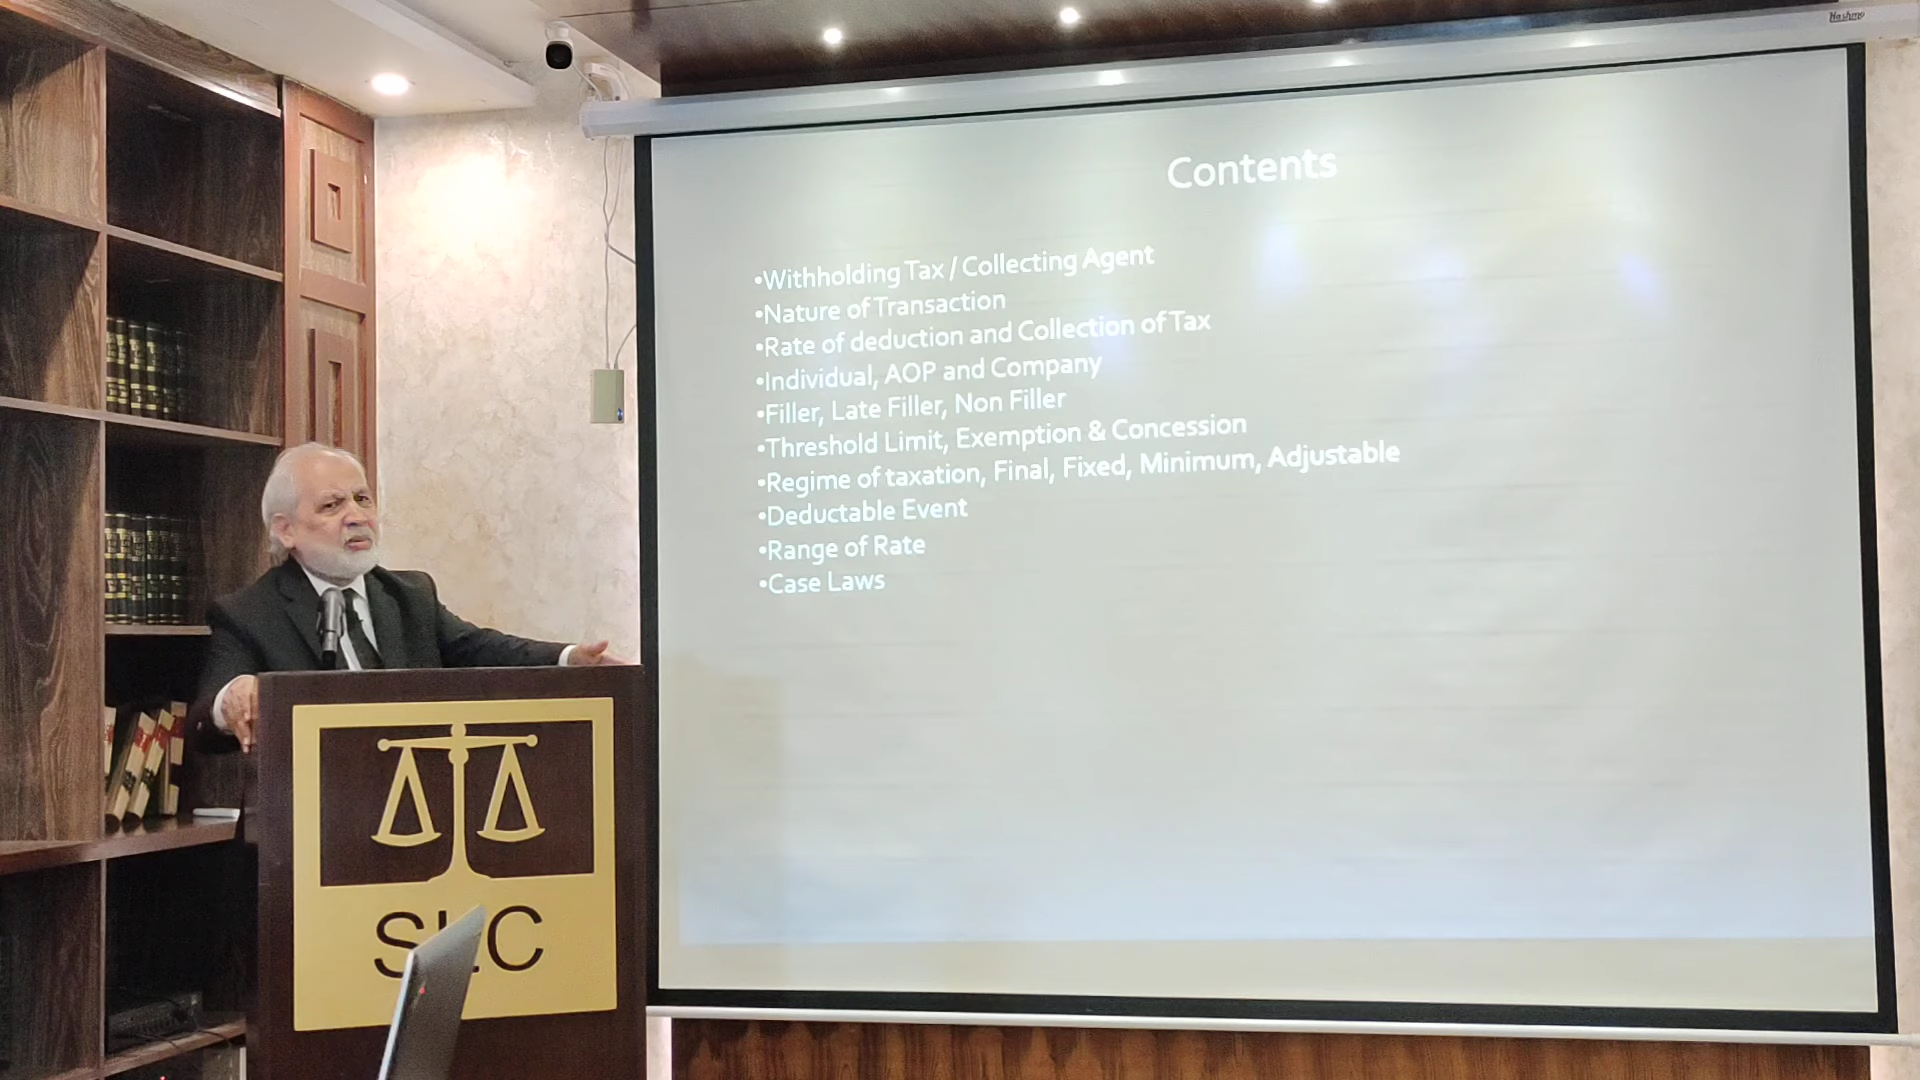 Contents
•Withholding Tax / Collecting Agent
•Nature of Transaction
•Rate of deduction and Collection of Tax
•Individual, AOP and Company
•Filler, Late Filler, Non Filler
•Threshold Limit, Exemption & Concession
•Regime of taxation, Final, Fixed, Minimum, Adjustable
•Deductable Event
•Range of Rate
•Case Laws